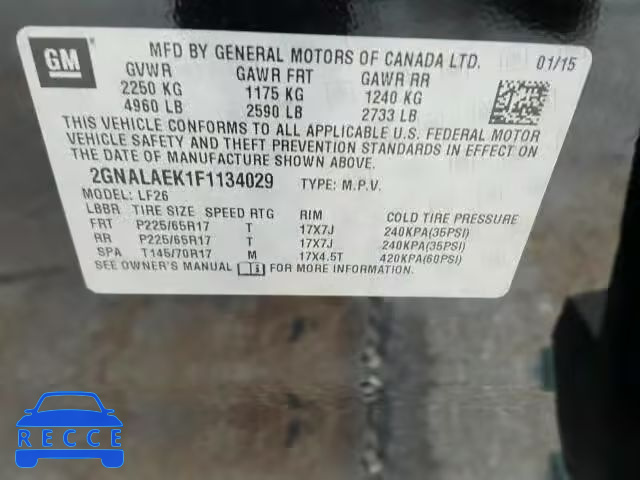 GM
MFD BY GENERAL MOTORS OF CANADA LTD. 01/15
GVWR GAWR FRT GAWR RR
2250 KG 1175 KG 1240 KG
4960 LB 2590 LB 2733 LB
THIS VEHICLE CONFORMS TO ALL APPLICABLE U.S. FEDERAL MOTOR
VEHICLE SAFETY AND THEFT PREVENTION STANDARDS IN EFFECT ON
THE DATE OF MANUFACTURE SHOWN ABOVE.
2GNALAEK1F1134029 TYPE: M.P.V.
MODEL: LF26
LBBR TIRE SIZE SPEED RTG RIM COLD TIRE PRESSURE
FRT P225/65R17 T 17X7J 240KPA(35PSI)
RR P225/65R17 T 17X7J 240KPA(35PSI)
SPA T145/70R17 M 17X4.5T 420KPA(60PSI)
SEE OWNER'S MANUAL FOR MORE INFORMATION.
RECCE